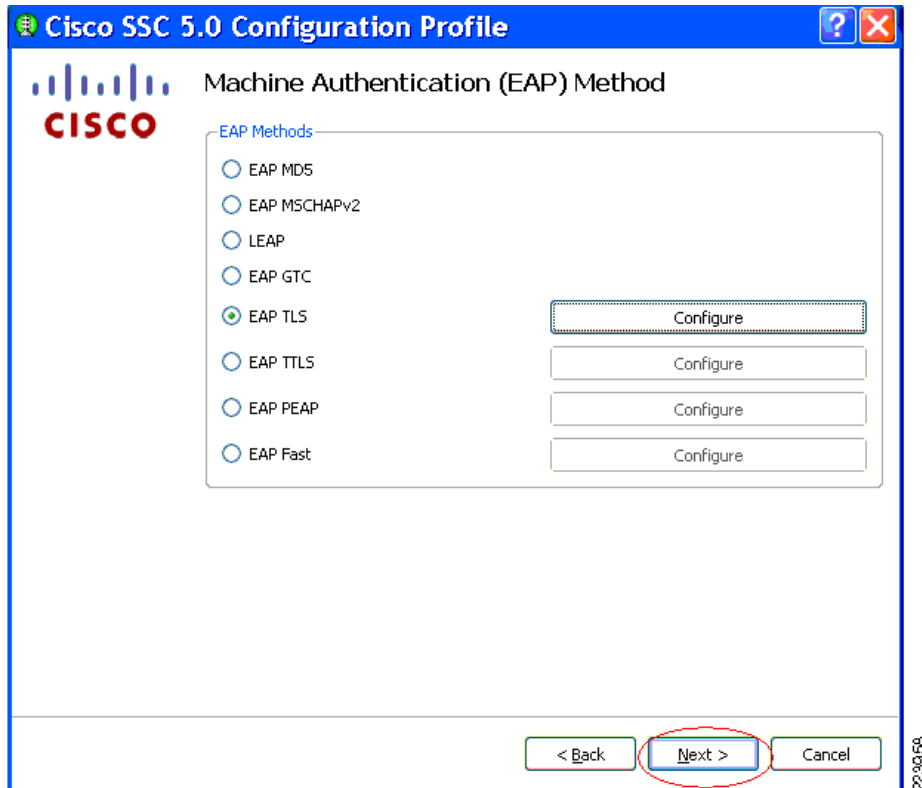 Cisco SSC 5.0 Configuration Profile
?
CISCO
Machine Authentication (EAP) Method
EAP Methods
EAP MD5
EAP MSCHAPv2
LEAP
EAP GTC
EAP TLS Configure
EAP TTLS Configure
EAP PEAP Configure
EAP Fast Configure
< Back Next > Cancel